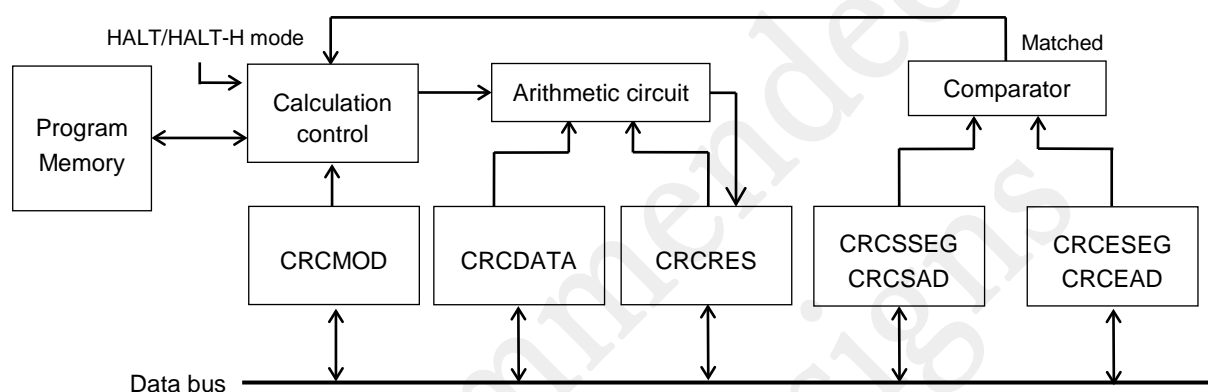 HALT/HALT-H mode
Matched
Program
Memory
Calculation
control
Arithmetic circuit
Comparator
CRCMOD
CRCDATA
CRCRES
CRCSSEG
CRCSAD
CRCESEG
CRCEAD
Data bus